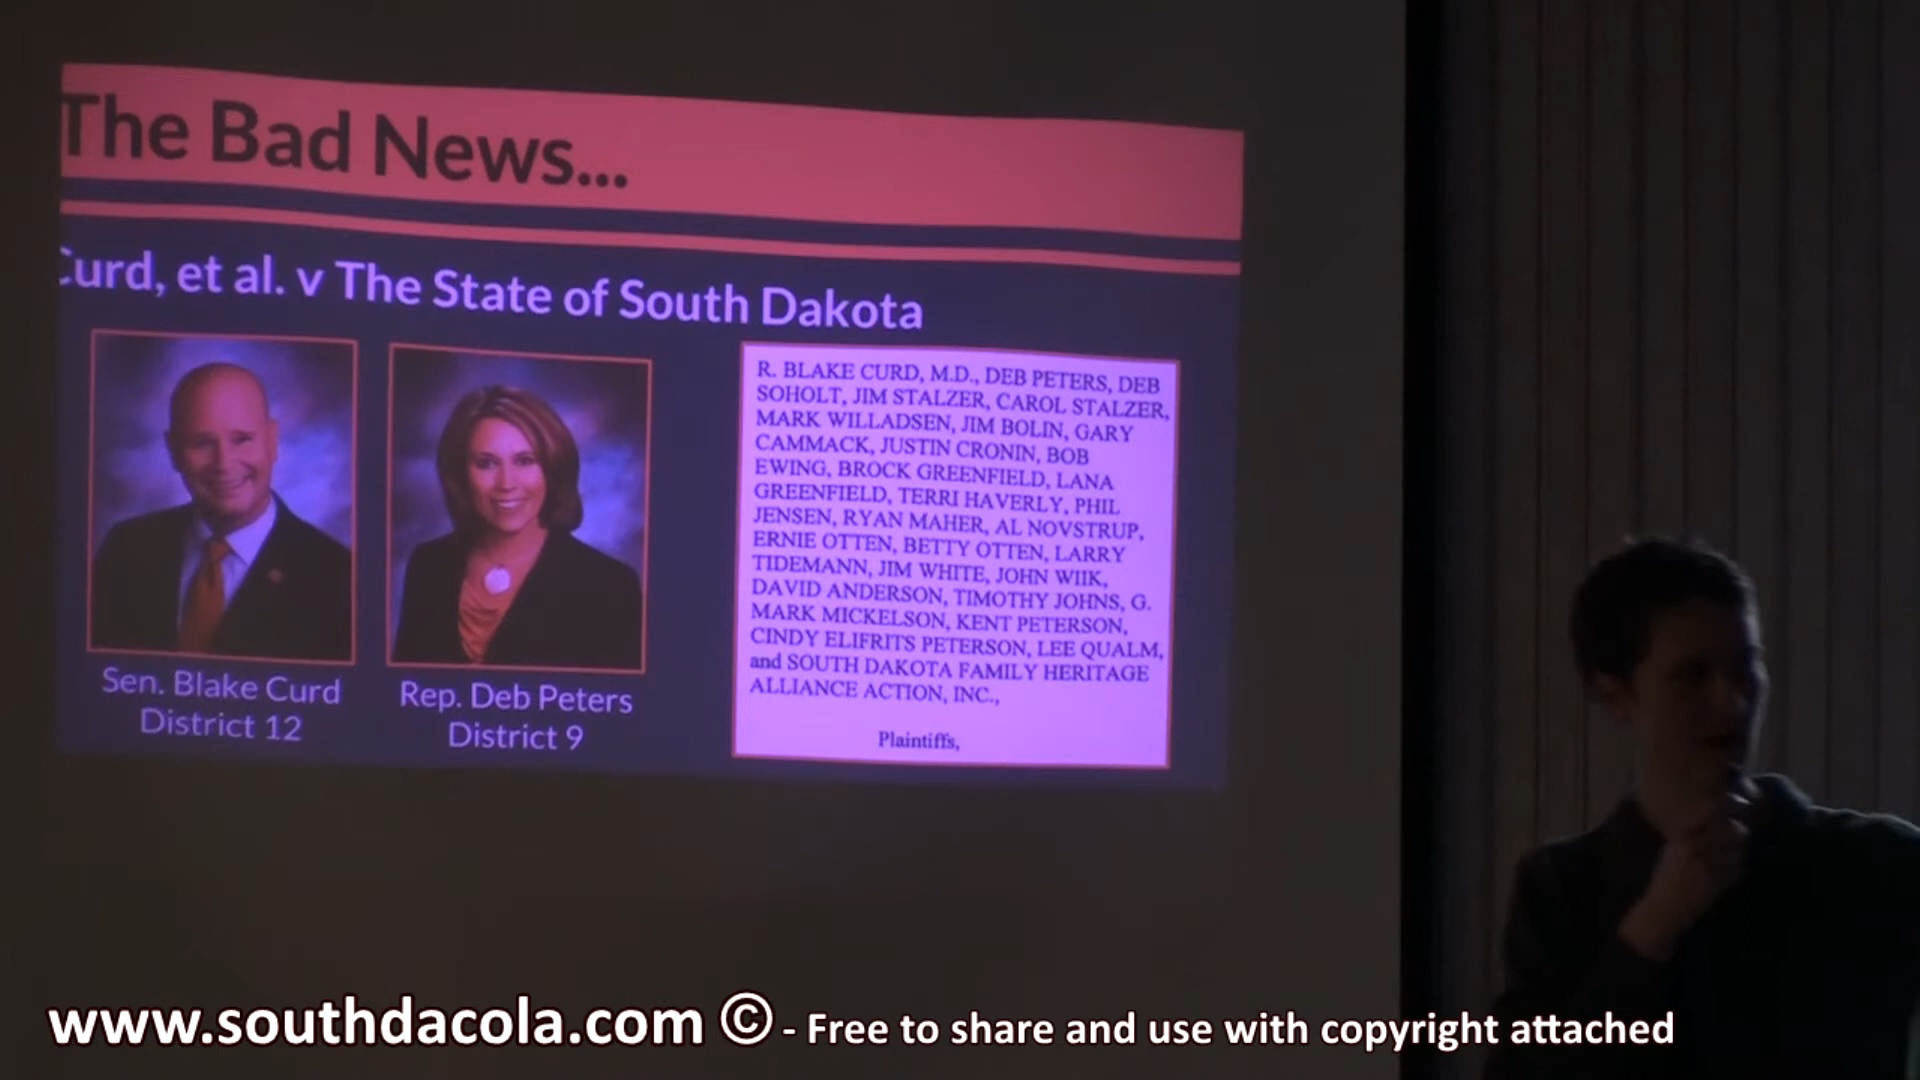 The Bad News...
Curd, et al. v The State of South Dakota
R. BLAKE CURD, M.D., DEB PETERS, DEB
SOHOLT, JIM STALZER, CAROL STALZER,
MARK WILLADSEN, JIM BOLIN, GARY
CAMMACK, JUSTIN CRONIN, BOB
EWING, BROCK GREENFIELD, LANA
GREENFIELD, TERRI HAVERLY, PHIL
JENSEN, RYAN MAHER, AL NOVSTRUP,
ERNIE OTTEN, BETTY OTTEN, LARRY
TIDEMANN, JIM WHITE, JOHN WIIK,
DAVID ANDERSON, TIMOTHY JOHNS, G.
MARK MICKELSON, KENT PETERSON,
CINDY ELIFRITS PETERSON, LEE QUALM,
and SOUTH DAKOTA FAMILY HERITAGE
ALLIANCE ACTION, INC.,
Plaintiffs,
Sen. Blake Curd
District 12
Rep. Deb Peters
District 9
www.southdacola.com © - Free to share and use with copyright attached